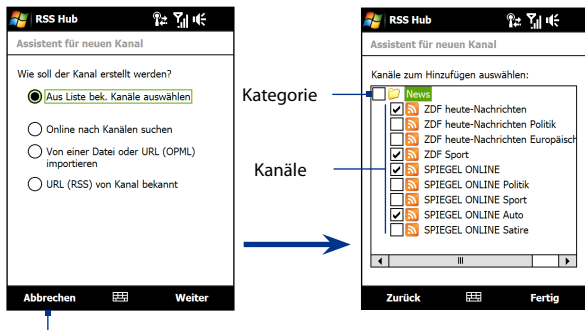 RSS Hub
Assistent für neuen Kanal
Wie soll der Kanal erstellt werden?
Aus Liste bek. Kanäle auswählen
Online nach Kanälen suchen
Von einer Datei oder URL (OPML)
importieren
URL (RSS) von Kanal bekannt
Abbrechen
Weiter
Kategorie
Kanäle
RSS Hub
Assistent für neuen Kanal
Kanäle zum Hinzufügen auswählen:
News
ZDF heute-Nachrichten
ZDF heute-Nachrichten Politik
ZDF heute-Nachrichten Europäisch
ZDF Sport
SPIEGEL ONLINE
SPIEGEL ONLINE Politik
SPIEGEL ONLINE Sport
SPIEGEL ONLINE Auto
SPIEGEL ONLINE Satire
Zurück
Fertig